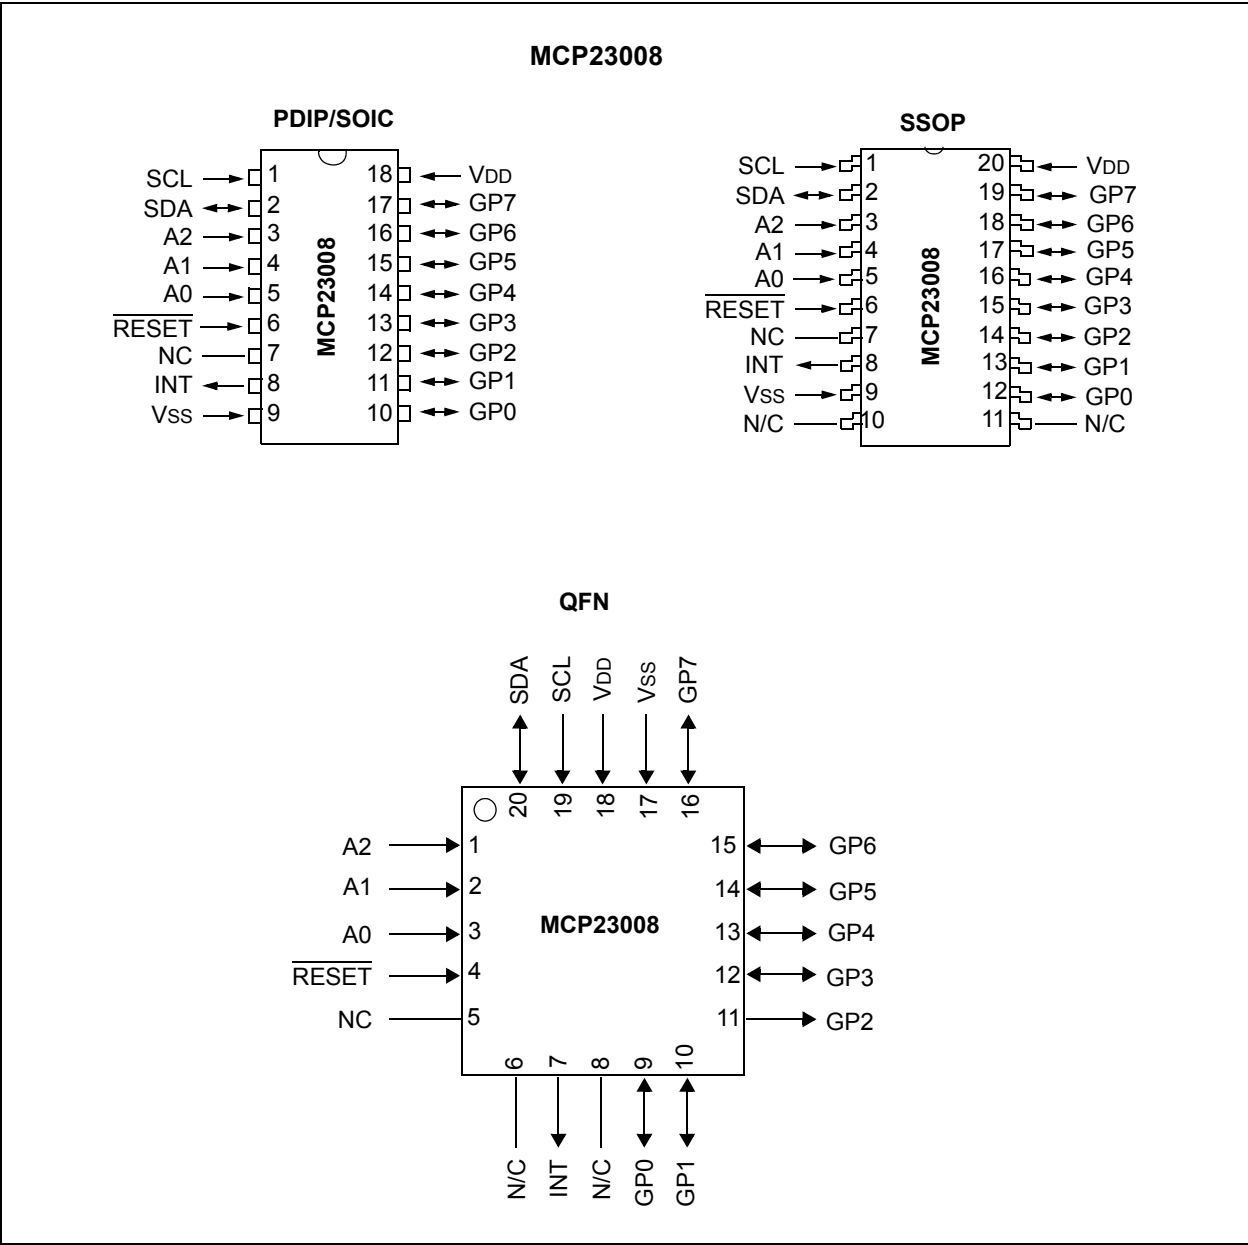 MCP23008
PDIP/SOIC
SCL 1 18 VDD
SDA 2 17 GP7
A2 3 16 GP6
A1 4 15 GP5
A0 5 14 GP4
RESET 6 13 GP3
NC 7 12 GP2
INT 8 11 GP1
VSS 9 10 GP0
MCP23008
SSOP
SCL 1 20 VDD
SDA 2 19 GP7
A2 3 18 GP6
A1 4 17 GP5
A0 5 16 GP4
RESET 6 15 GP3
NC 7 14 GP2
INT 8 13 GP1
VSS 9 12 GP0
N/C 10 11 N/C
MCP23008
QFN
SDA SCL VDD VSS GP7
20 19 18 17 16
A2 1 15 GP6
A1 2 14 GP5
A0 3 MCP23008 13 GP4
RESET 4 12 GP3
NC 5 11 GP2
6 7 8 9 10
N/C INT N/C GP0 GP1